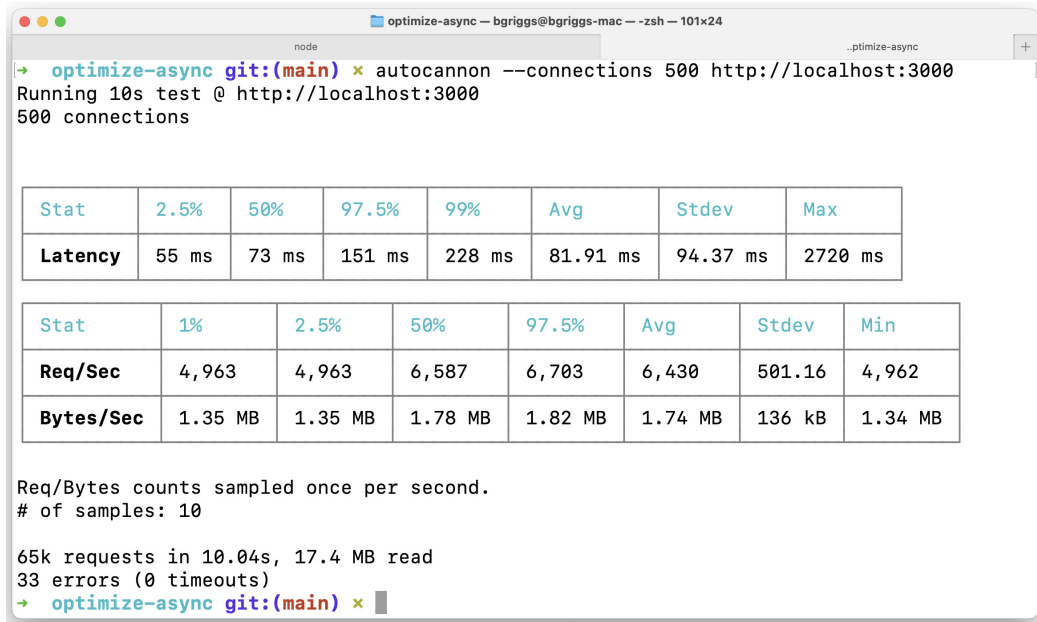 optimize-async — bgriggs@bgriggs-mac — -zsh — 101×24
node ..ptimize-async +
→ optimize-async git:(main) × autocannon --connections 500 http://localhost:3000
Running 10s test @ http://localhost:3000
500 connections
Stat 2.5% 50% 97.5% 99% Avg Stdev Max
Latency 55 ms 73 ms 151 ms 228 ms 81.91 ms 94.37 ms 2720 ms
Stat 1% 2.5% 50% 97.5% Avg Stdev Min
Req/Sec 4,963 4,963 6,587 6,703 6,430 501.16 4,962
Bytes/Sec 1.35 MB 1.35 MB 1.78 MB 1.82 MB 1.74 MB 136 kB 1.34 MB
Req/Bytes counts sampled once per second.
# of samples: 10
65k requests in 10.04s, 17.4 MB read
33 errors (0 timeouts)
→ optimize-async git:(main) ×